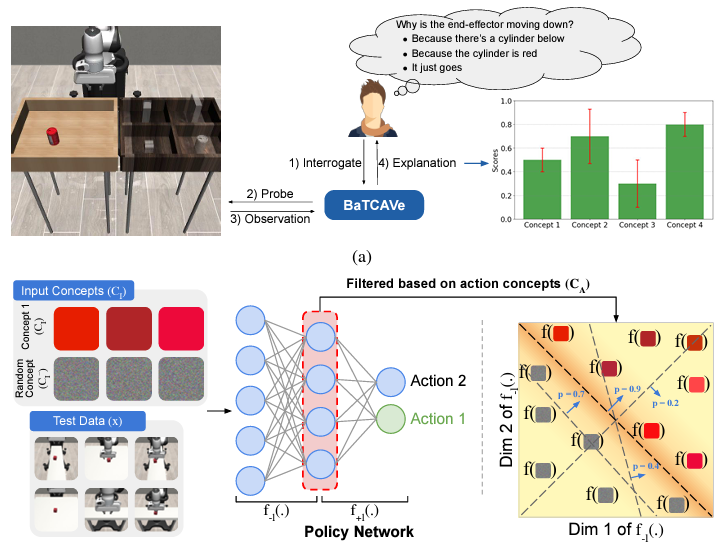 Why is the end-effector moving down?
• Because there's a cylinder below
• Because the cylinder is red
• It just goes
1) Interrogate
4) Explanation
2) Probe
3) Observation
BaTCAVe
Scores
1.0
0.8
0.6
0.4
0.2
0.0
Concept 1
Concept 2
Concept 3
Concept 4
(a)
Input Concepts (C_I)
Concept 1
(C_I)
Random
Concept
(C_I^-)
Test Data (x)
Filtered based on action concepts (C_A)
Action 2
Action 1
f_-l(.)
f_+l(.)
Policy Network
Dim 2 of f_-l(.)
f( )
f( )
f( )
f( )
f( )
f( )
f( )
f( )
f( )
f( )
f( )
f( )
f( )
p = 0.7
p = 0.9
p = 0.2
p = 0.4
Dim 1 of f_-l(.)